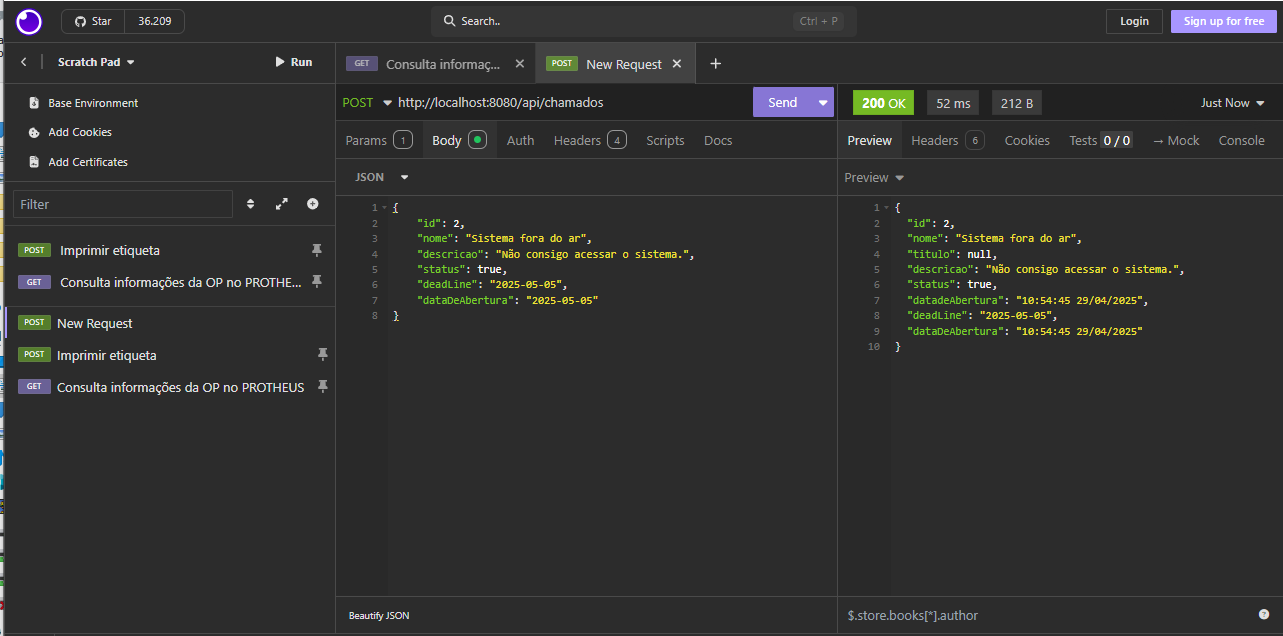 Star 36.209 Search.. Ctrl + P Login Sign up for free
Scratch Pad Run
Base Environment
Add Cookies
Add Certificates
Filter
POST Imprimir etiqueta
GET Consulta informações da OP no PROTHE...
POST New Request
POST Imprimir etiqueta
GET Consulta informações da OP no PROTHEUS
GET Consulta informaç... POST New Request
POST http://localhost:8080/api/chamados Send
Params 1 Body Auth Headers 4 Scripts Docs
JSON
1 {
2 "id": 2,
3 "nome": "Sistema fora do ar",
4 "descricao": "Não consigo acessar o sistema.",
5 "status": true,
6 "deadLine": "2025-05-05",
7 "dataDeAbertura": "2025-05-05"
8 }
Beautify JSON
200 OK 52 ms 212 B Just Now
Preview Headers 6 Cookies Tests 0 / 0 → Mock Console
Preview
1 {
2 "id": 2,
3 "nome": "Sistema fora do ar",
4 "titulo": null,
5 "descricao": "Não consigo acessar o sistema.",
6 "status": true,
7 "datadeAbertura": "10:54:45 29/04/2025",
8 "deadLine": "2025-05-05",
9 "dataDeAbertura": "10:54:45 29/04/2025"
10 }
$.store.books[*].author